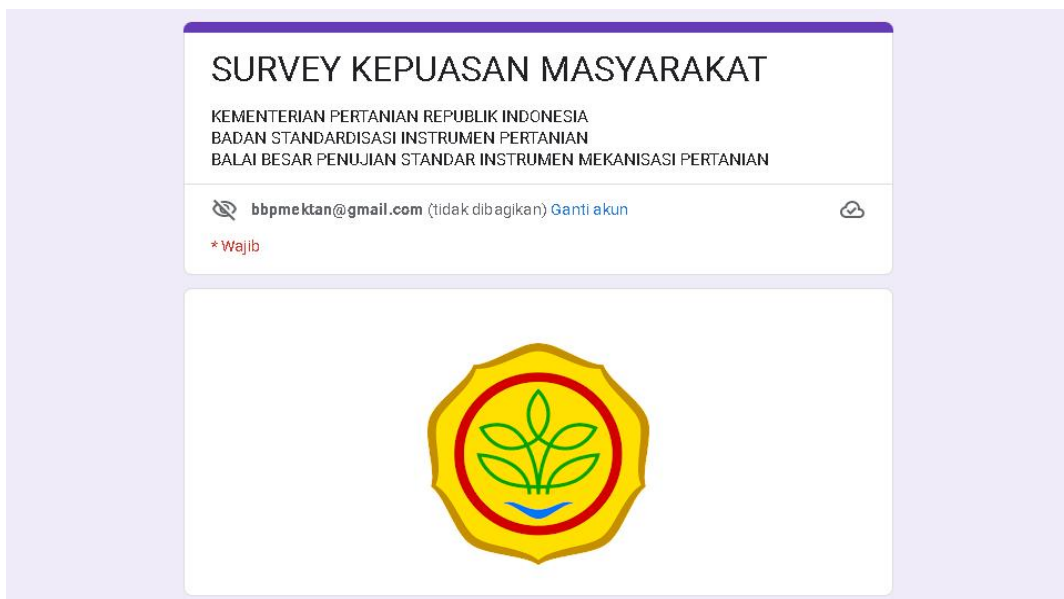 SURVEY KEPUASAN MASYARAKAT
KEMENTERIAN PERTANIAN REPUBLIK INDONESIA
BADAN STANDARDISASI INSTRUMEN PERTANIAN
BALAI BESAR PENUJIAN STANDAR INSTRUMEN MEKANISASI PERTANIAN
bbpmektan@gmail.com (tidak dibagikan) Ganti akun
* Wajib